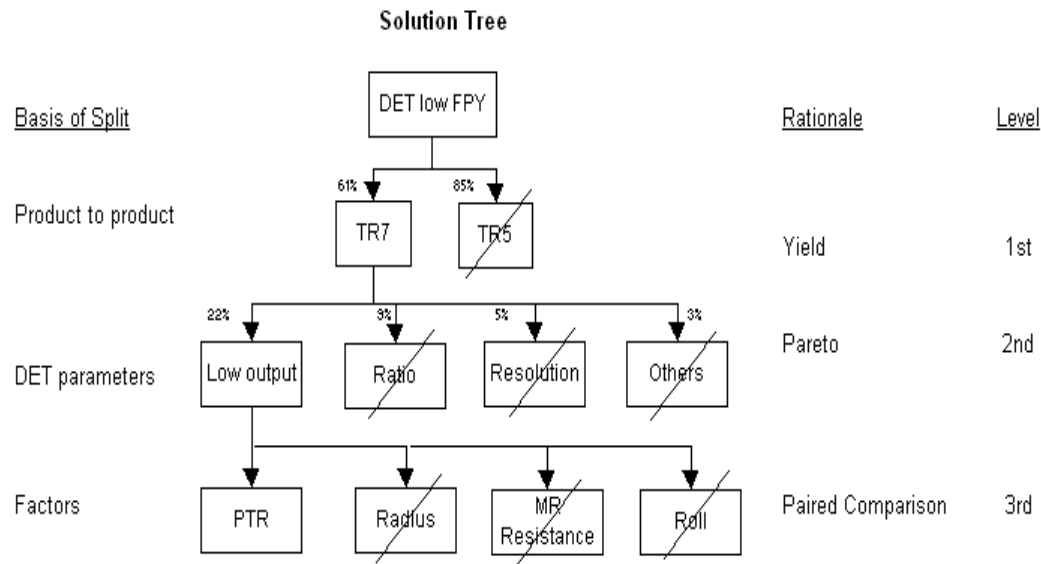 Solution Tree
DET low FPY
Basis of Split
Rationale
Level
61%
85%
Product to product
TR7
TR5
Yield
1st
22%
9%
5%
3%
DET parameters
Low output
Ratio
Resolution
Others
Pareto
2nd
Factors
PTR
Radius
MR
Resistance
Roll
Paired Comparison
3rd